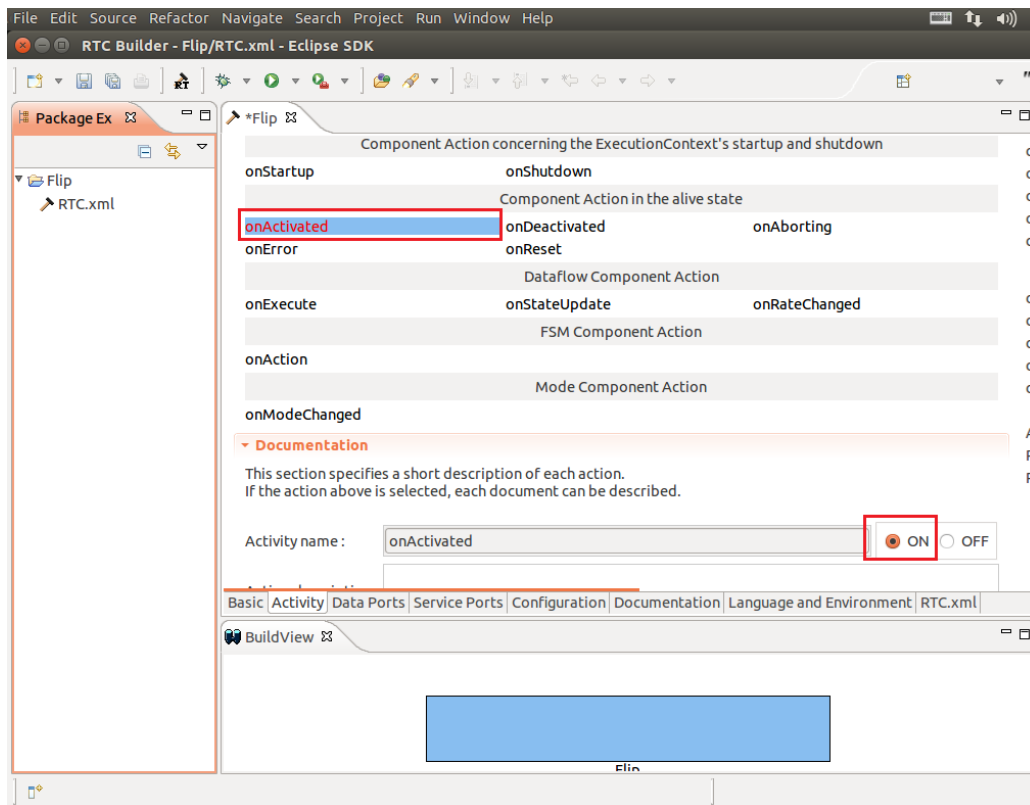 File Edit Source Refactor Navigate Search Project Run Window Help
RTC Builder - Flip/RTC.xml - Eclipse SDK
Package Ex
*Flip
Flip
RTC.xml
Component Action concerning the ExecutionContext's startup and shutdown
onStartup onShutdown
Component Action in the alive state
onActivated onDeactivated onAborting
onError onReset
Dataflow Component Action
onExecute onStateUpdate onRateChanged
FSM Component Action
onAction
Mode Component Action
onModeChanged
Documentation
This section specifies a short description of each action.
If the action above is selected, each document can be described.
Activity name : onActivated ON OFF
Basic Activity Data Ports Service Ports Configuration Documentation Language and Environment RTC.xml
BuildView
Flip